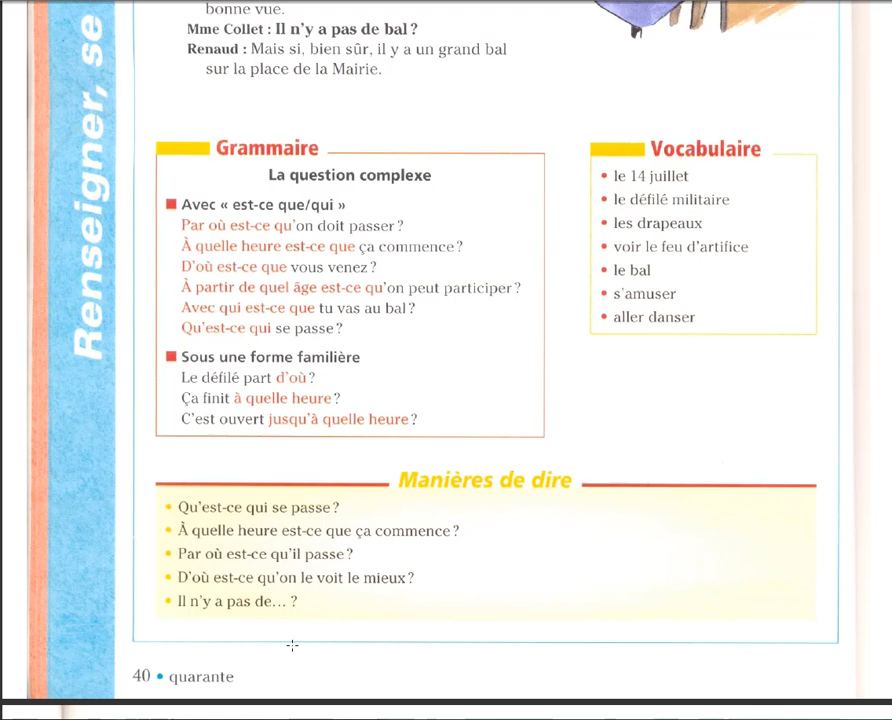 bonne vue.
Mme Collet : Il n'y a pas de bal ?
Renaud : Mais si, bien sûr, il y a un grand bal
sur la place de la Mairie.
Renseigner, se
Grammaire
La question complexe
Avec « est-ce que/qui »
Par où est-ce qu'on doit passer ?
À quelle heure est-ce que ça commence ?
D'où est-ce que vous venez ?
À partir de quel âge est-ce qu'on peut participer ?
Avec qui est-ce que tu vas au bal ?
Qu'est-ce qui se passe ?
Sous une forme familière
Le défilé part d'où ?
Ça finit à quelle heure ?
C'est ouvert jusqu'à quelle heure ?
Vocabulaire
• le 14 juillet
• le défilé militaire
• les drapeaux
• voir le feu d'artifice
• le bal
• s'amuser
• aller danser
Manières de dire
• Qu'est-ce qui se passe ?
• À quelle heure est-ce que ça commence ?
• Par où est-ce qu'il passe ?
• D'où est-ce qu'on le voit le mieux ?
• Il n'y a pas de... ?
40 • quarante